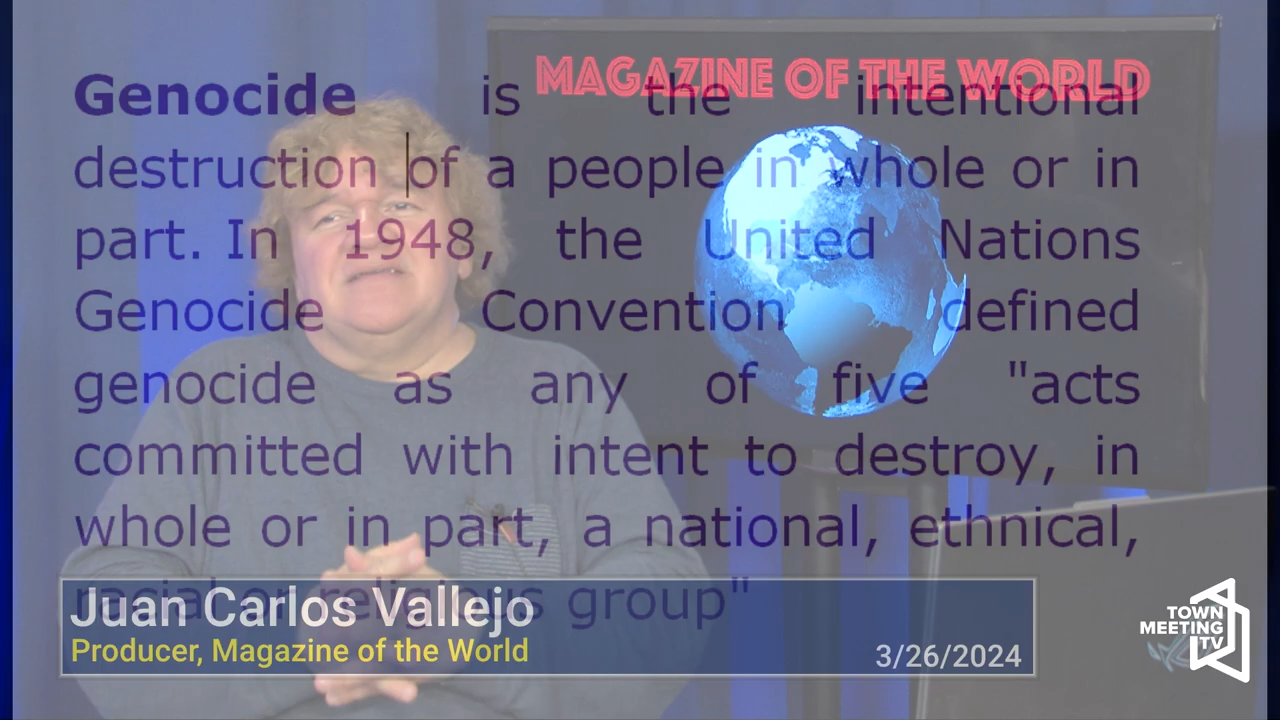 MAGAZINE OF THE WORLD
Genocide is the intentional
destruction of a people in whole or in
part. In 1948, the United Nations
Genocide Convention defined
genocide as any of five "acts
committed with intent to destroy, in
whole or in part, a national, ethnical,
racial or religious group"
Juan Carlos Vallejo
Producer, Magazine of the World
3/26/2024
TOWN
MEETING
TV